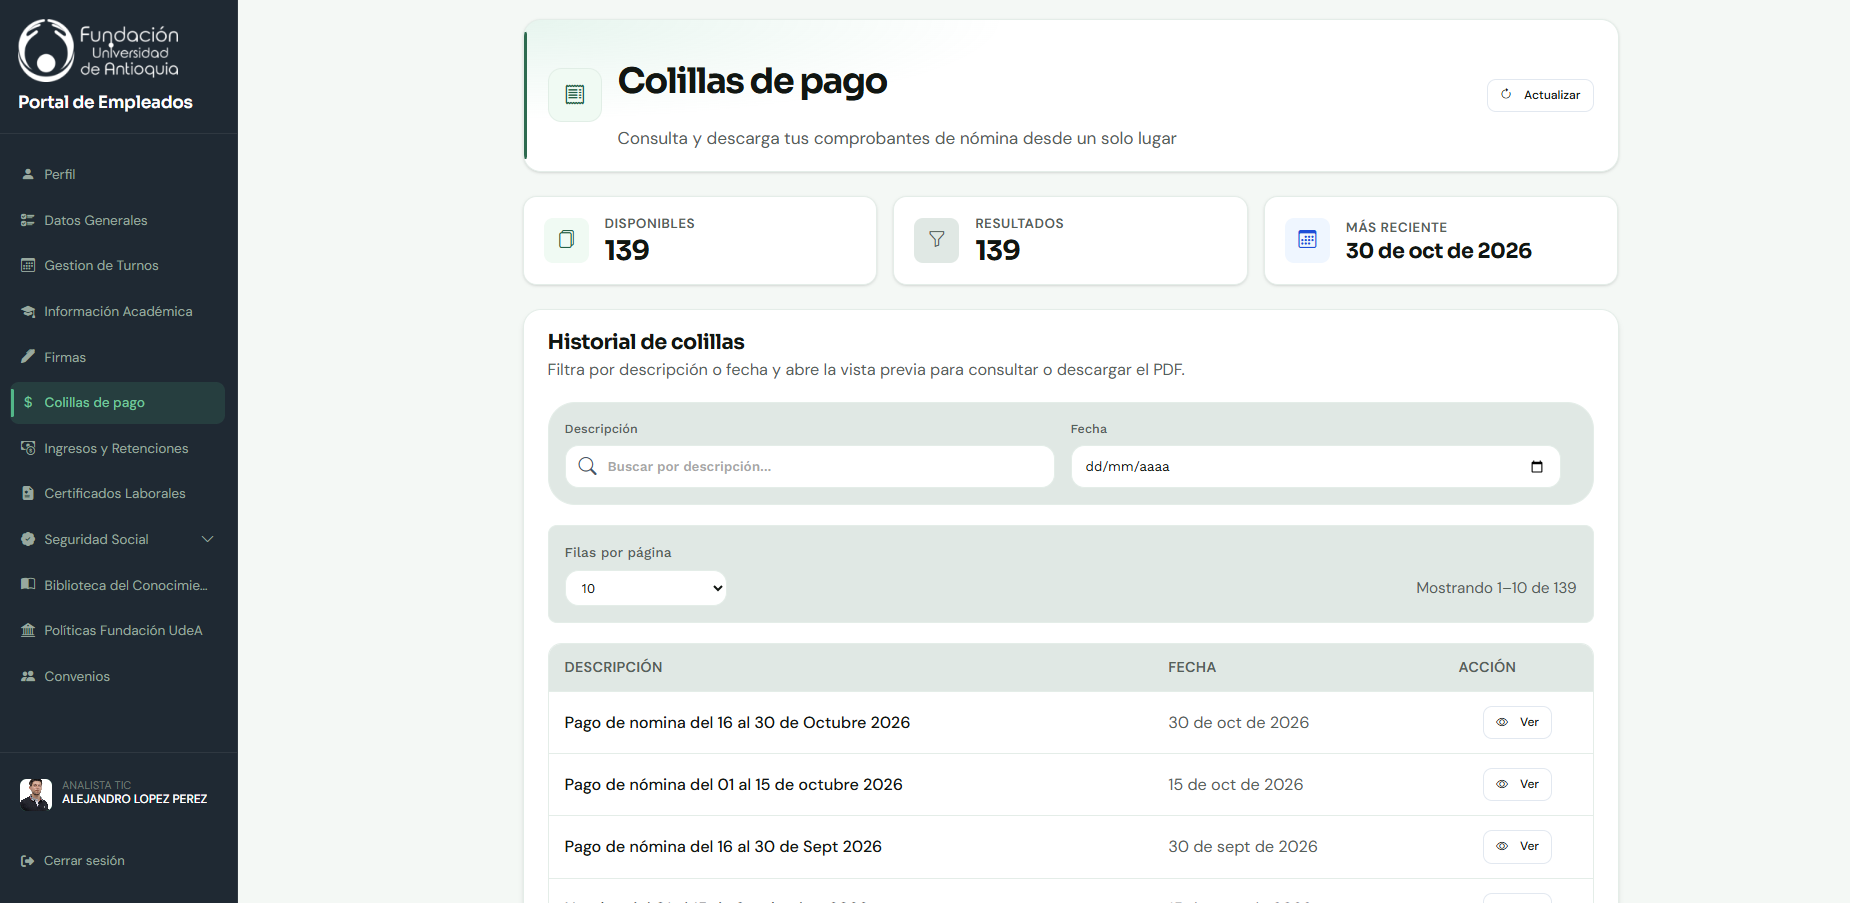 Fundación
Universidad
de Antioquia
Portal de Empleados
Perfil
Datos Generales
Gestion de Turnos
Información Académica
Firmas
Colillas de pago
Ingresos y Retenciones
Certificados Laborales
Seguridad Social
Biblioteca del Conocimie...
Políticas Fundación UdeA
Convenios
ANALISTA TIC
ALEJANDRO LOPEZ PEREZ
Cerrar sesión
Colillas de pago
Consulta y descarga tus comprobantes de nómina desde un solo lugar
Actualizar
DISPONIBLES
139
RESULTADOS
139
MÁS RECIENTE
30 de oct de 2026
Historial de colillas
Filtra por descripción o fecha y abre la vista previa para consultar o descargar el PDF.
Descripción
Buscar por descripción...
Fecha
dd/mm/aaaa
Filas por página
10
Mostrando 1–10 de 139
DESCRIPCIÓN FECHA ACCIÓN
Pago de nomina del 16 al 30 de Octubre 2026 30 de oct de 2026 Ver
Pago de nómina del 01 al 15 de octubre 2026 15 de oct de 2026 Ver
Pago de nómina del 16 al 30 de Sept 2026 30 de sept de 2026 Ver